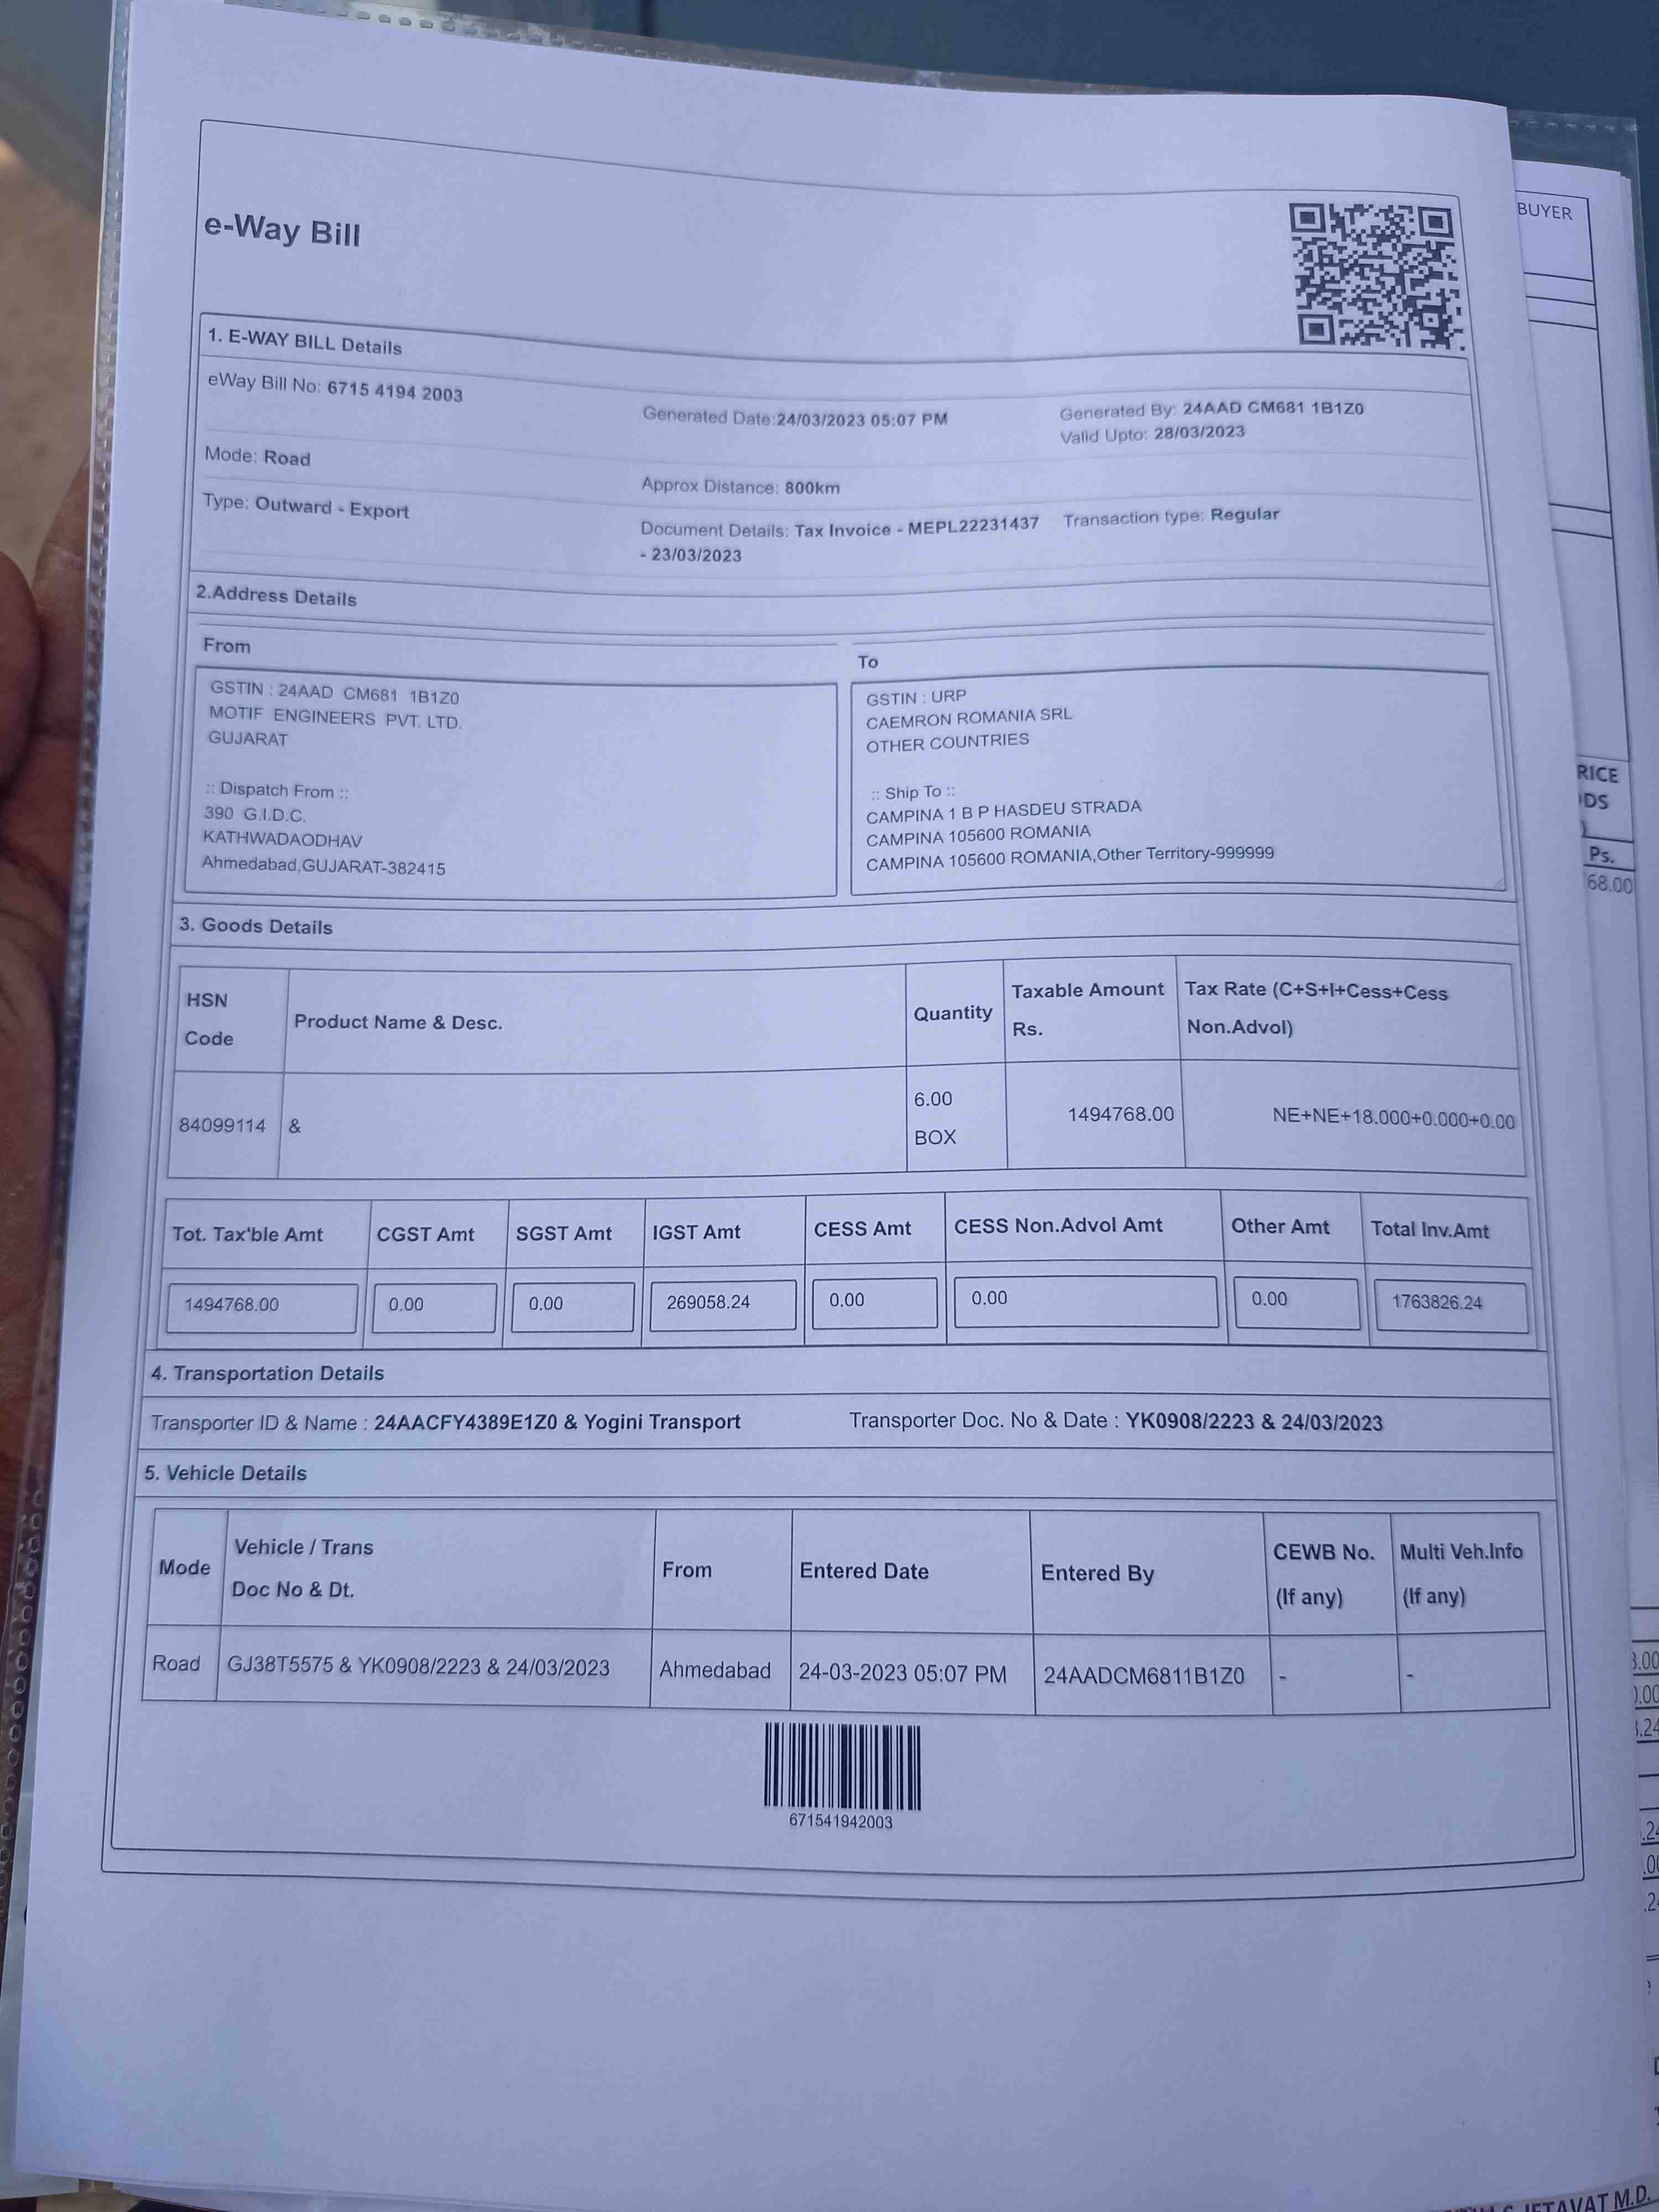 e-Way Bill
1. E-WAY BILL Details
eWay Bill No: 6715 4194 2003
Generated Date:24/03/2023 05:07 PM
Generated By: 24AAD CM681 1B1Z0
Valid Upto: 28/03/2023
Mode: Road
Approx Distance: 800km
Type: Outward - Export
Document Details: Tax Invoice - MEPL22231437
- 23/03/2023
Transaction type: Regular
2.Address Details
From
GSTIN : 24AAD CM681 1B1Z0
MOTIF ENGINEERS PVT. LTD.
GUJARAT
:: Dispatch From ::
390 G.I.D.C.
KATHWADAODHAV
Ahmedabad,GUJARAT-382415
To
GSTIN : URP
CAEMRON ROMANIA SRL
OTHER COUNTRIES
:: Ship To ::
CAMPINA 1 B P HASDEU STRADA
CAMPINA 105600 ROMANIA
CAMPINA 105600 ROMANIA,Other Territory-999999
3. Goods Details
HSN Code
Product Name & Desc.
Quantity
Taxable Amount Rs.
Tax Rate (C+S+I+Cess+Cess Non.Advol)
84099114
&
6.00 BOX
1494768.00
NE+NE+18.000+0.000+0.00
Tot. Tax'ble Amt
CGST Amt
SGST Amt
IGST Amt
CESS Amt
CESS Non.Advol Amt
Other Amt
Total Inv.Amt
1494768.00
0.00
0.00
269058.24
0.00
0.00
0.00
1763826.24
4. Transportation Details
Transporter ID & Name : 24AACFY4389E1Z0 & Yogini Transport
Transporter Doc. No & Date : YK0908/2223 & 24/03/2023
5. Vehicle Details
Mode
Vehicle / Trans
Doc No & Dt.
From
Entered Date
Entered By
CEWB No.
(If any)
Multi Veh.Info
(If any)
Road
GJ38T5575 & YK0908/2223 & 24/03/2023
Ahmedabad
24-03-2023 05:07 PM
24AADCM6811B1Z0
-
-
671541942003
BUYER
Ps.
68.00
M.D.